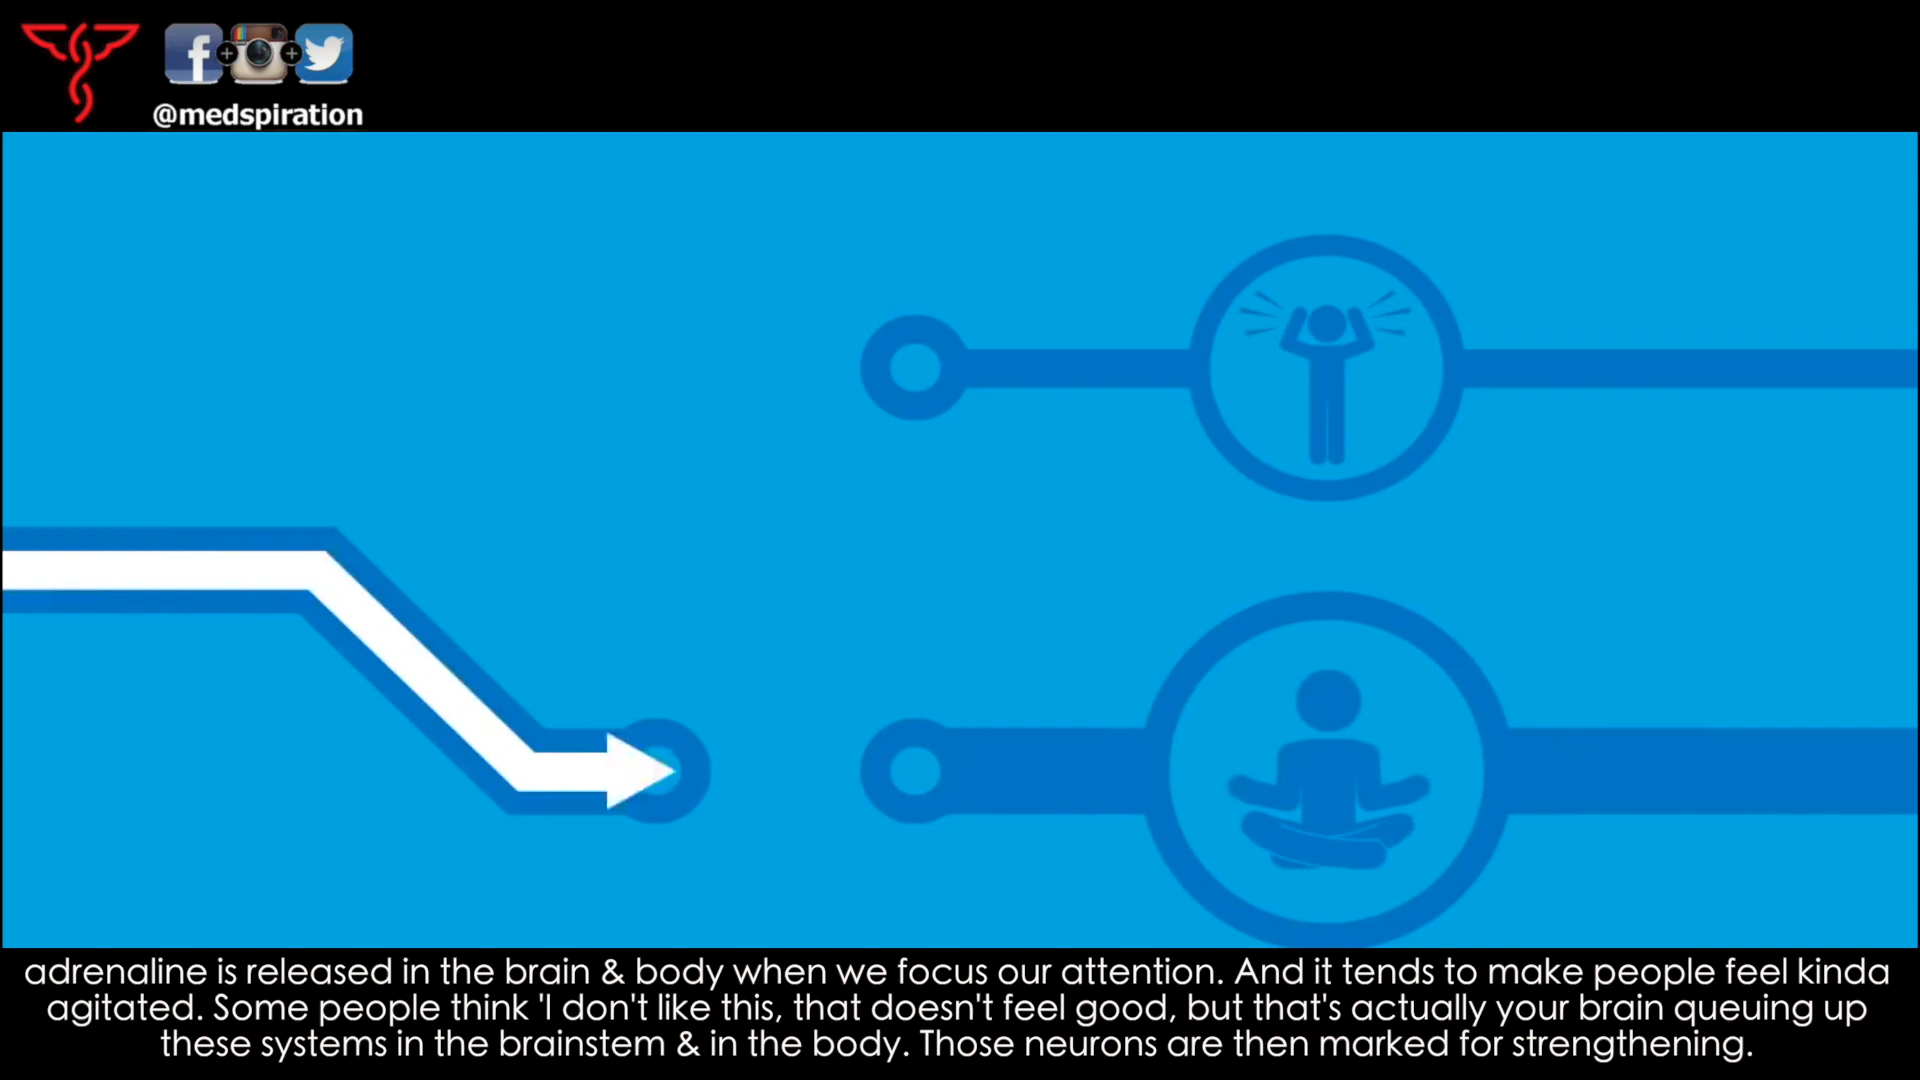 @medspiration
adrenaline is released in the brain & body when we focus our attention. And it tends to make people feel kinda
agitated. Some people think 'I don't like this, that doesn't feel good, but that's actually your brain queuing up
these systems in the brainstem & in the body. Those neurons are then marked for strengthening.